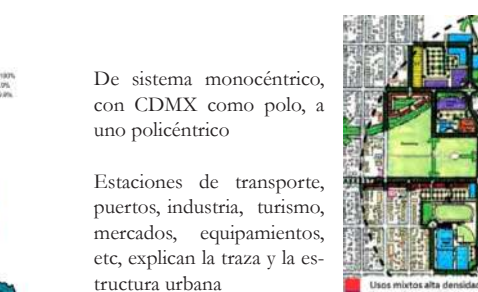 De sistema monocéntrico,
con CDMX como polo, a
uno policéntrico
Estaciones de transporte,
puertos, industria, turismo,
mercados, equipamientos,
etc, explican la traza y la es-
tructura urbana
Usos mixtos alta densidad